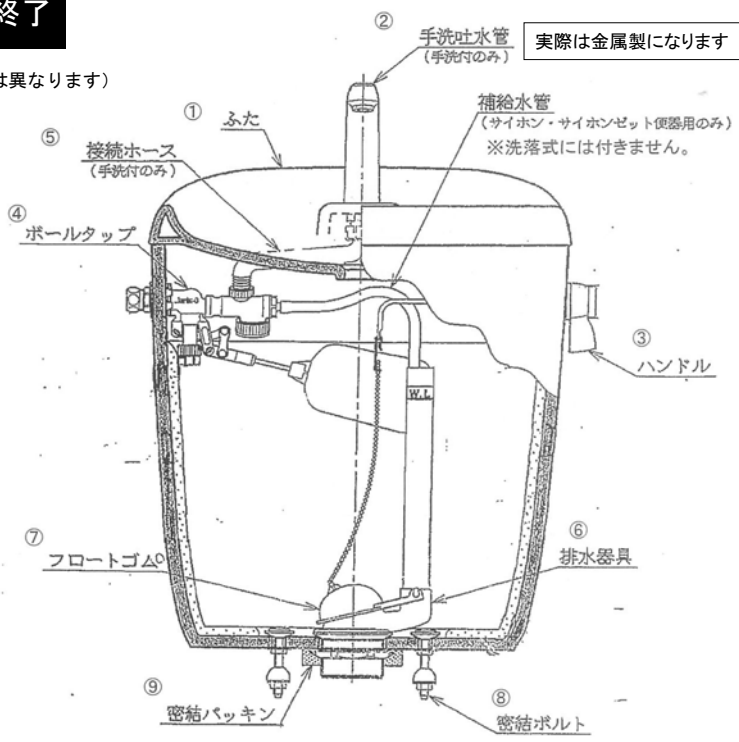 終了
は異なります）
②
手洗吐水管
(手洗付のみ)
実際は金属製になります
①
ふた
補給水管
(サイホン・サイホンゼット便器用のみ)
※洗落式には付きません。
⑤
接続ホース
(手洗付のみ)
④
ボールタップ
③
ハンドル
W.L
⑦
フロートゴム
⑥
排水器具
⑨
密結パッキン
⑧
密結ボルト